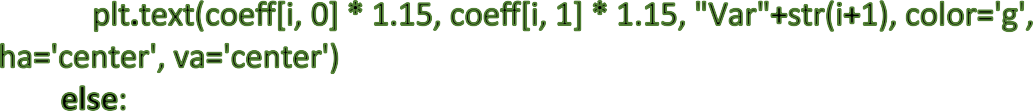 plt.text(coeff[i, 0] * 1.15, coeff[i, 1] * 1.15, "Var"+str(i+1), color='g',
ha='center', va='center')
else: